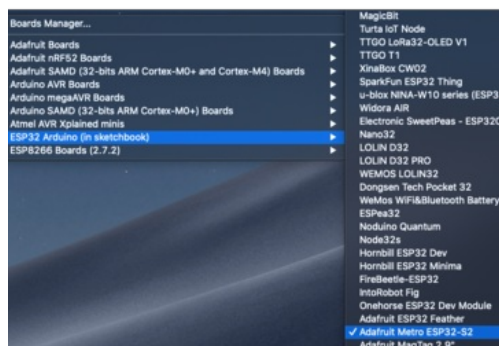 Boards Manager...
Adafruit Boards
Adafruit nRF52 Boards
Adafruit SAMD (32-bits ARM Cortex-M0+ and Cortex-M4) Boards
Arduino AVR Boards
Arduino megaAVR Boards
Arduino SAMD (32-bits ARM Cortex-M0+) Boards
Atmel AVR Xplained minis
ESP32 Arduino (in sketchbook)
ESP8266 Boards (2.7.2)
MagicBit
Turta IoT Node
TTGO LoRa32-OLED V1
TTGO T1
XinaBox CW02
SparkFun ESP32 Thing
u-blox NINA-W10 series (ESP3
Widora AIR
Electronic SweetPeas - ESP320
Nano32
LOLIN D32
LOLIN D32 PRO
WEMOS LOLIN32
Dongsen Tech Pocket 32
WeMos WiFi&Bluetooth Battery
ESPea32
Noduino Quantum
Node32s
Hornbill ESP32 Dev
Hornbill ESP32 Minima
FireBeetle-ESP32
IntoRobot Fig
Onehorse ESP32 Dev Module
Adafruit ESP32 Feather
✓ Adafruit Metro ESP32-S2
Adafruit MagTag 2.9"